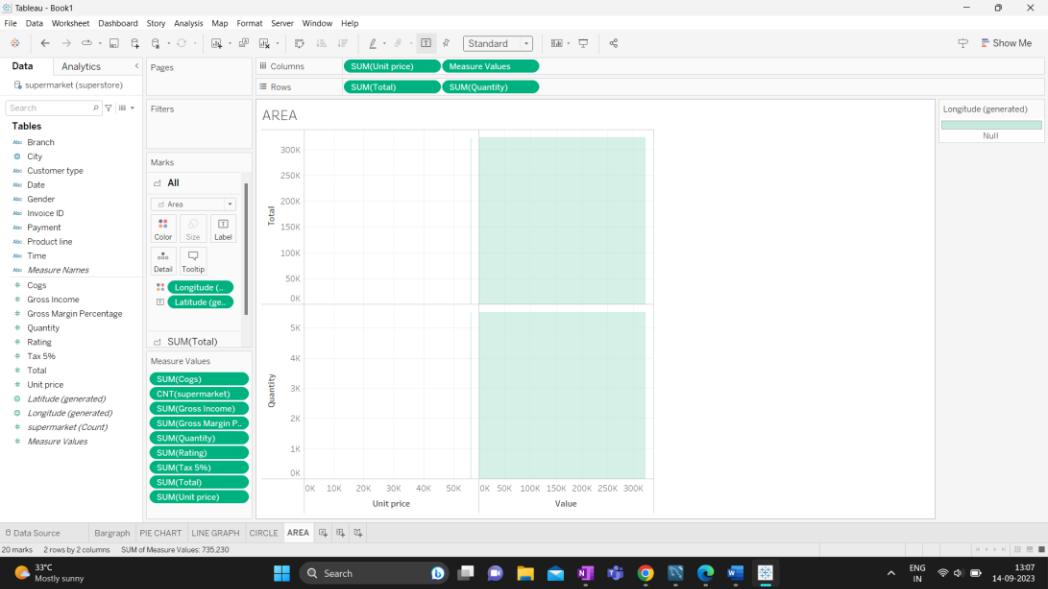 Tableau - Book1
File Data Worksheet Dashboard Story Analysis Map Format Server Window Help
Standard
Show Me
Data Analytics
supermarket (superstore)
Search
Tables
Abc Branch
City
Abc Customer type
Abc Date
Abc Gender
Abc Invoice ID
Abc Payment
Abc Product line
Abc Time
Abc Measure Names
# Cogs
# Gross Income
# Gross Margin Percentage
# Quantity
# Rating
# Tax 5%
# Total
# Unit price
Latitude (generated)
Longitude (generated)
# supermarket (Count)
# Measure Values
Pages
Filters
Marks
All
Area
Color Size Label
Detail Tooltip
Longitude (..
Latitude (ge..
SUM(Total)
Measure Values
SUM(Cogs)
CNT(supermarket)
SUM(Gross Income)
SUM(Gross Margin P..
SUM(Quantity)
SUM(Rating)
SUM(Tax 5%)
SUM(Total)
SUM(Unit price)
Columns SUM(Unit price) Measure Values
Rows SUM(Total) SUM(Quantity)
AREA
Total
300K
250K
200K
150K
100K
50K
0K
Quantity
5K
4K
3K
2K
1K
0K
0K 10K 20K 30K 40K 50K 0K 50K 100K 150K 200K 250K 300K
Unit price Value
Longitude (generated)
Null
Data Source Bargraph PIE CHART LINE GRAPH CIRCLE AREA
20 marks 2 rows by 2 columns SUM of Measure Values: 735,230
33°C
Mostly sunny
Search
ENG
IN
13:07
14-09-2023